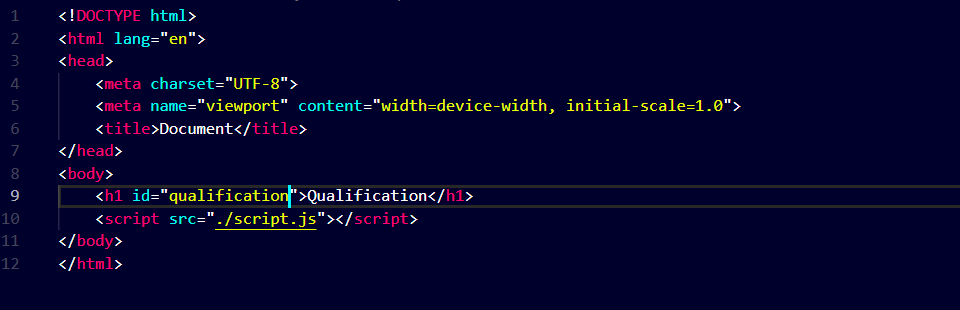 1 <!DOCTYPE html>
2 <html lang="en">
3 <head>
4     <meta charset="UTF-8">
5     <meta name="viewport" content="width=device-width, initial-scale=1.0">
6     <title>Document</title>
7 </head>
8 <body>
9     <h1 id="qualification">Qualification</h1>
10     <script src="./script.js"></script>
11 </body>
12 </html>